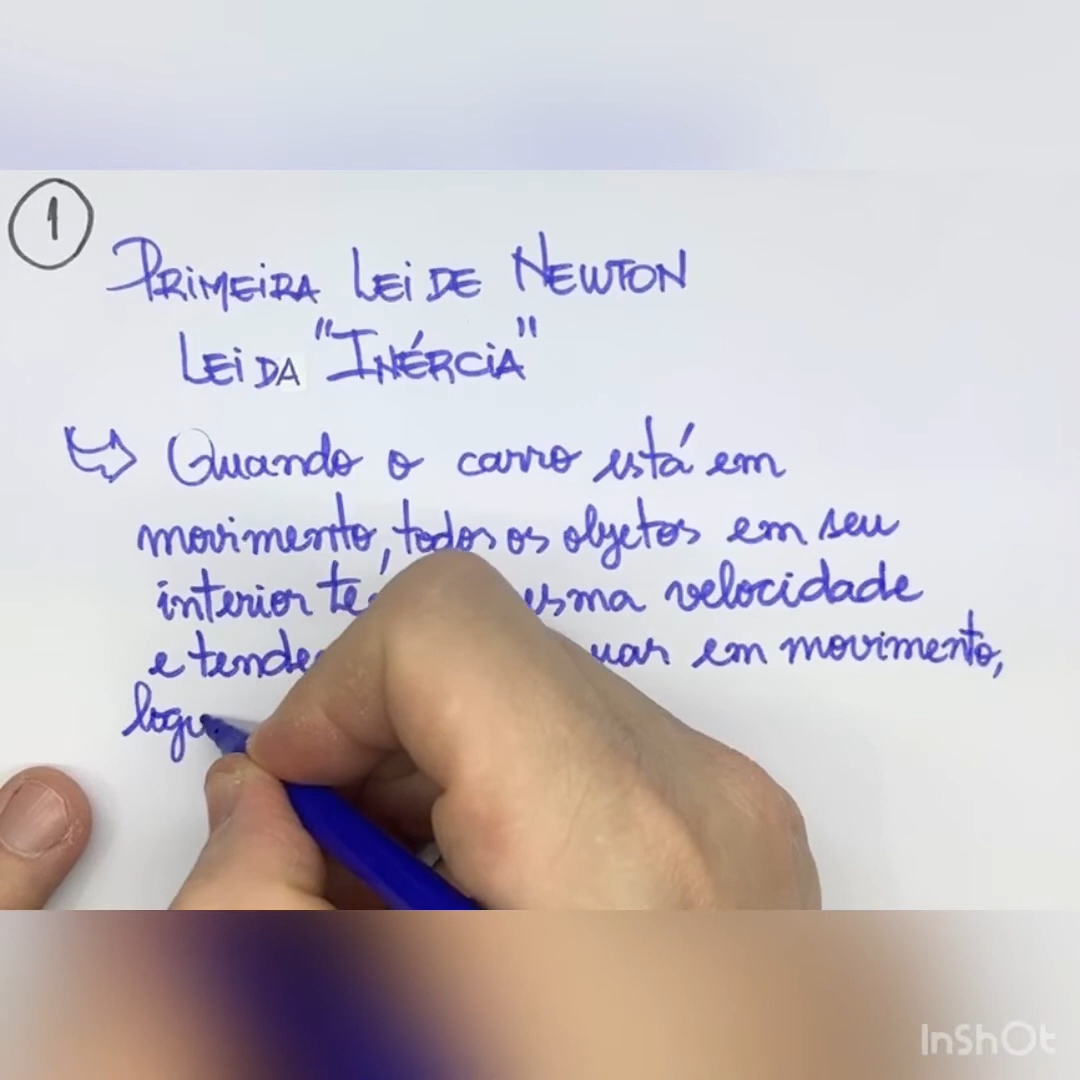 1
PRIMEIRA LEI DE NEWTON
LEI DA "INÉRCIA"
Quando o carro está em
movimento, todos os objetos em seu
interior velocidade
e em movimento,
InShOt